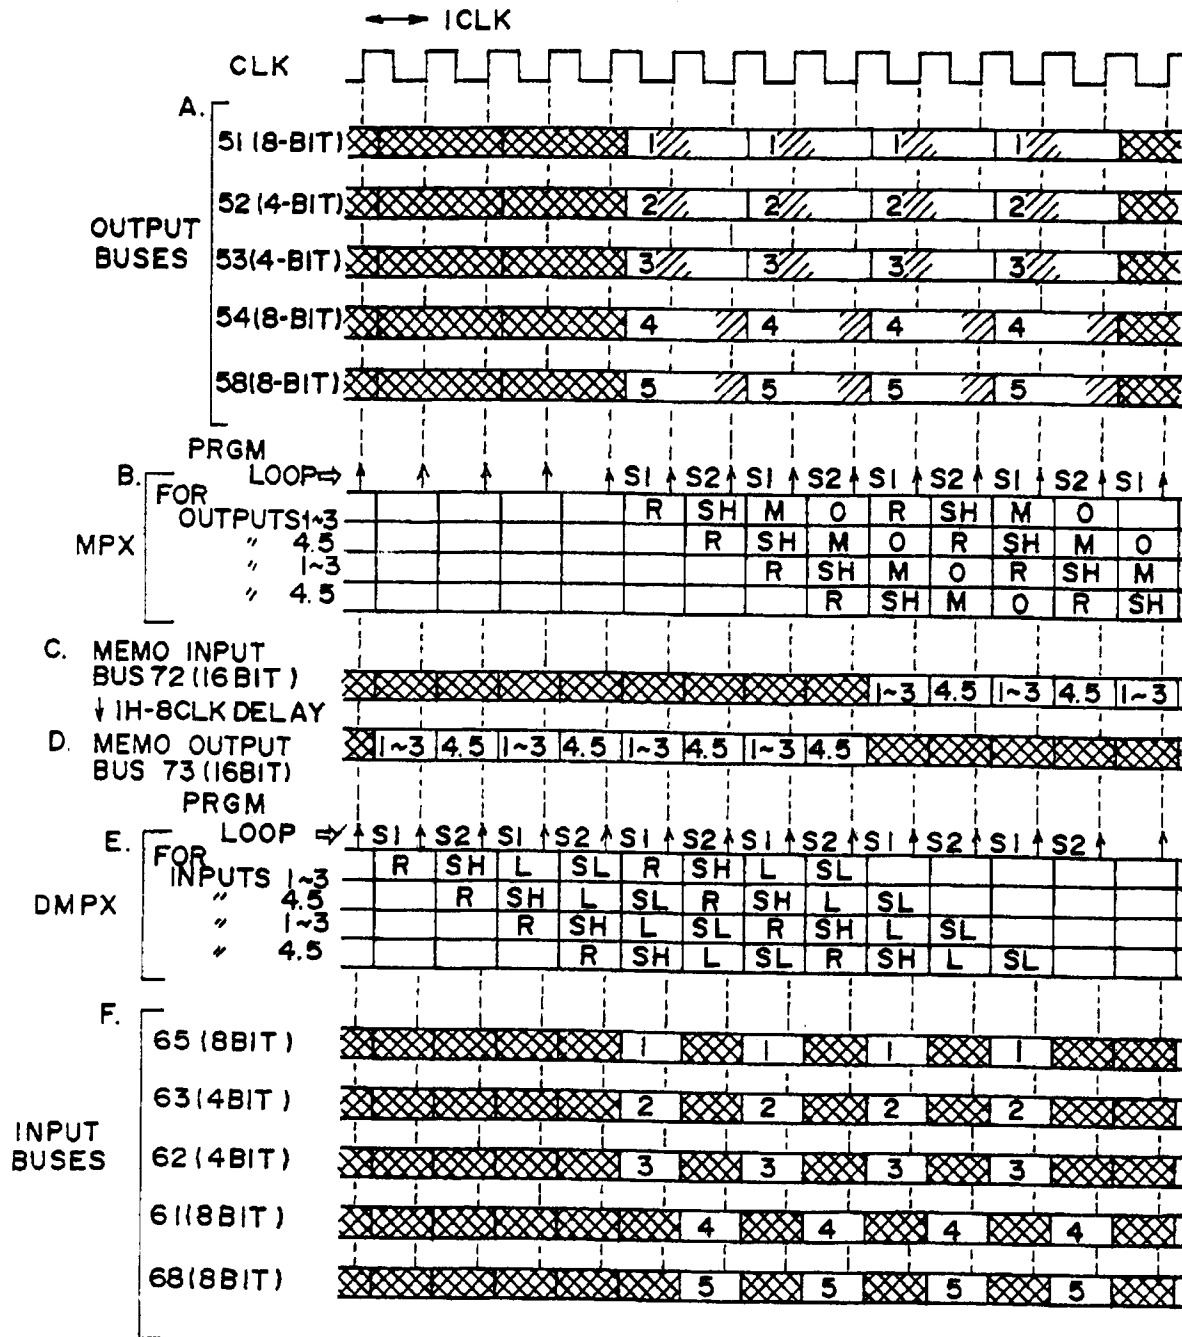 1CLK
CLK
A.
51 (8-BIT) 1 1 1 1
52 (4-BIT) 2 2 2 2
OUTPUT BUSES
53(4-BIT) 3 3 3 3
54(8-BIT) 4 4 4 4
58(8-BIT) 5 5 5 5
PRGM
B. LOOP⇒ S1 S2 S1 S2 S1 S2 S1 S2 S1
MPX
FOR
OUTPUTS1~3 R SH M O R SH M O
" 4.5 R SH M O R SH M O
" 1~3 R SH M O R SH M
" 4.5 R SH M O R SH
C. MEMO INPUT
BUS 72 (16BIT) 1~3 4.5 1~3 4.5 1~3
↓ 1H-8CLK DELAY
D. MEMO OUTPUT 1~3 4.5 1~3 4.5 1~3 4.5 1~3 4.5
BUS 73 (16BIT)
PRGM
E. LOOP ⇒ S1 S2 S1 S2 S1 S2 S1 S2 S1 S2 S1 S2
DMPX
FOR
INPUTS 1~3 R SH L SL R SH L SL
" 4.5 R SH L SL R SH L SL
" 1~3 R SH L SL R SH L SL
" 4.5 R SH L SL R SH L SL
F.
65 (8BIT) 1 1 1 1
63(4BIT) 2 2 2 2
INPUT
BUSES
62(4BIT) 3 3 3 3
61(8BIT) 4 4 4 4
68(8BIT) 5 5 5 5